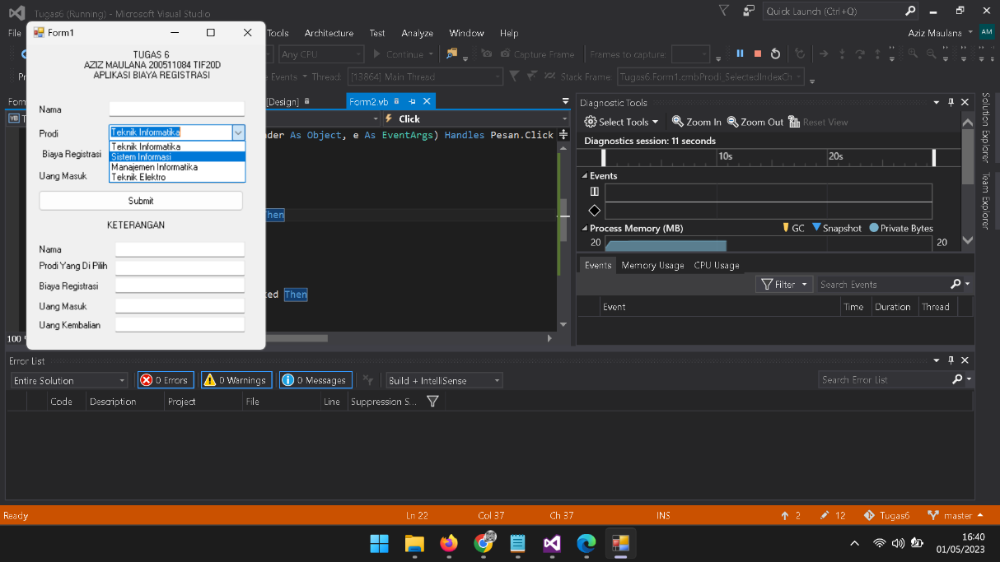 Tugas6 (Running) - Microsoft Visual Studio
Quick Launch (Ctrl+Q)
File
Tools Architecture Test Analyze Window Help
Aziz Maulana AM
Any CPU Continue Capture Frame Frames to capture:
Events Thread: [13864] Main Thread Stack Frame: Tugas6.Form1.cmbProdi_SelectedIndexCh
[Design] Form2.vb
VB Click
As Object, e As EventArgs) Handles Pesan.Click
Then
Then
100
Form1
TUGAS 6
AZIZ MAULANA 200511084 TIF20D
APLIKASI BIAYA REGISTRASI
Nama
Prodi Teknik Informatika
Teknik Informatika
Sistem Informasi
Manajemen Informatika
Teknik Elektro
Biaya Registrasi
Uang Masuk
Submit
KETERANGAN
Nama
Prodi Yang Di Pilih
Biaya Registrasi
Uang Masuk
Uang Kembalian
Diagnostic Tools
Select Tools Zoom In Zoom Out Reset View
Diagnostics session: 11 seconds
10s 20s
Events
Process Memory (MB) GC Snapshot Private Bytes
20 20
Events Memory Usage CPU Usage
Filter Search Events
Event Time Duration Thread
Solution Explorer
Team Explorer
Error List
Entire Solution 0 Errors 0 Warnings 0 Messages Build + IntelliSense Search Error List
Code Description Project File Line Suppression S...
Ready Ln 22 Col 37 Ch 37 INS 2 12 Tugas6 master
16:40
01/05/2023